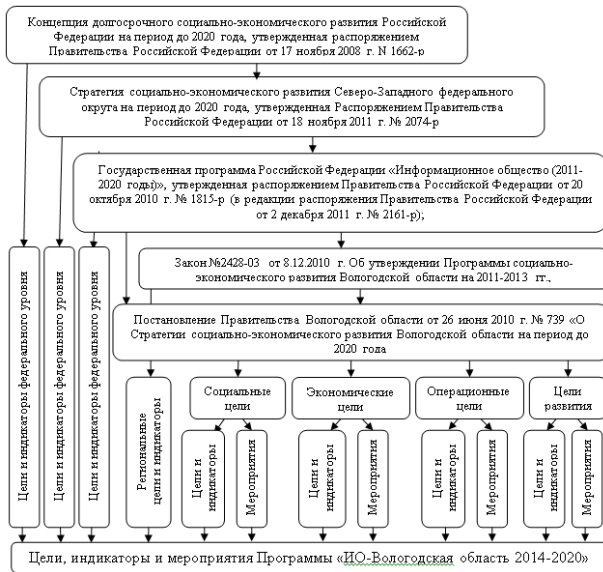 Концепция долгосрочного социально-экономического развития Российской
Федерации на период до 2020 года, утвержденная распоряжением
Правительства Российской Федерации от 17 ноября 2008 г. N 1662-р
Стратегия социально-экономического развития Северо-Западного федерального
округа на период до 2020 года, утвержденная Распоряжением Правительства
Российской Федерации от 18 ноября 2011 г. № 2074-р
Государственная программа Российской Федерации «Информационное общество (2011-
2020 годы)», утвержденная распоряжением Правительства Российской Федерации от 20
октября 2010 г. № 1815-р (в редакции распоряжения Правительства Российской Федерации
от 2 декабря 2011 г. № 2161-р);
Закон №2428-03 от 8.12.2010 г. Об утверждении Программы социально-
экономического развития Вологодской области на 2011-2013 гг.,
Постановление Правительства Вологодской области от 26 июня 2010 г. № 739 «О
Стратегии социально-экономического развития Вологодской области на период до
2020 года
Цели и индикаторы федерального уровня
Цели и индикаторы федерального уровня
Цели и индикаторы федерального уровня
Региональные
цели и индикаторы
Социальные
цели
Экономические
цели
Операционные
цели
Цели
развития
Цели и
индикаторы
Мероприятия
Цели и
индикаторы
Мероприятия
Цели и
индикаторы
Мероприятия
Цели и
индикаторы
Мероприятия
Цели, индикаторы и мероприятия Программы «ИО-Вологодская область 2014-2020»